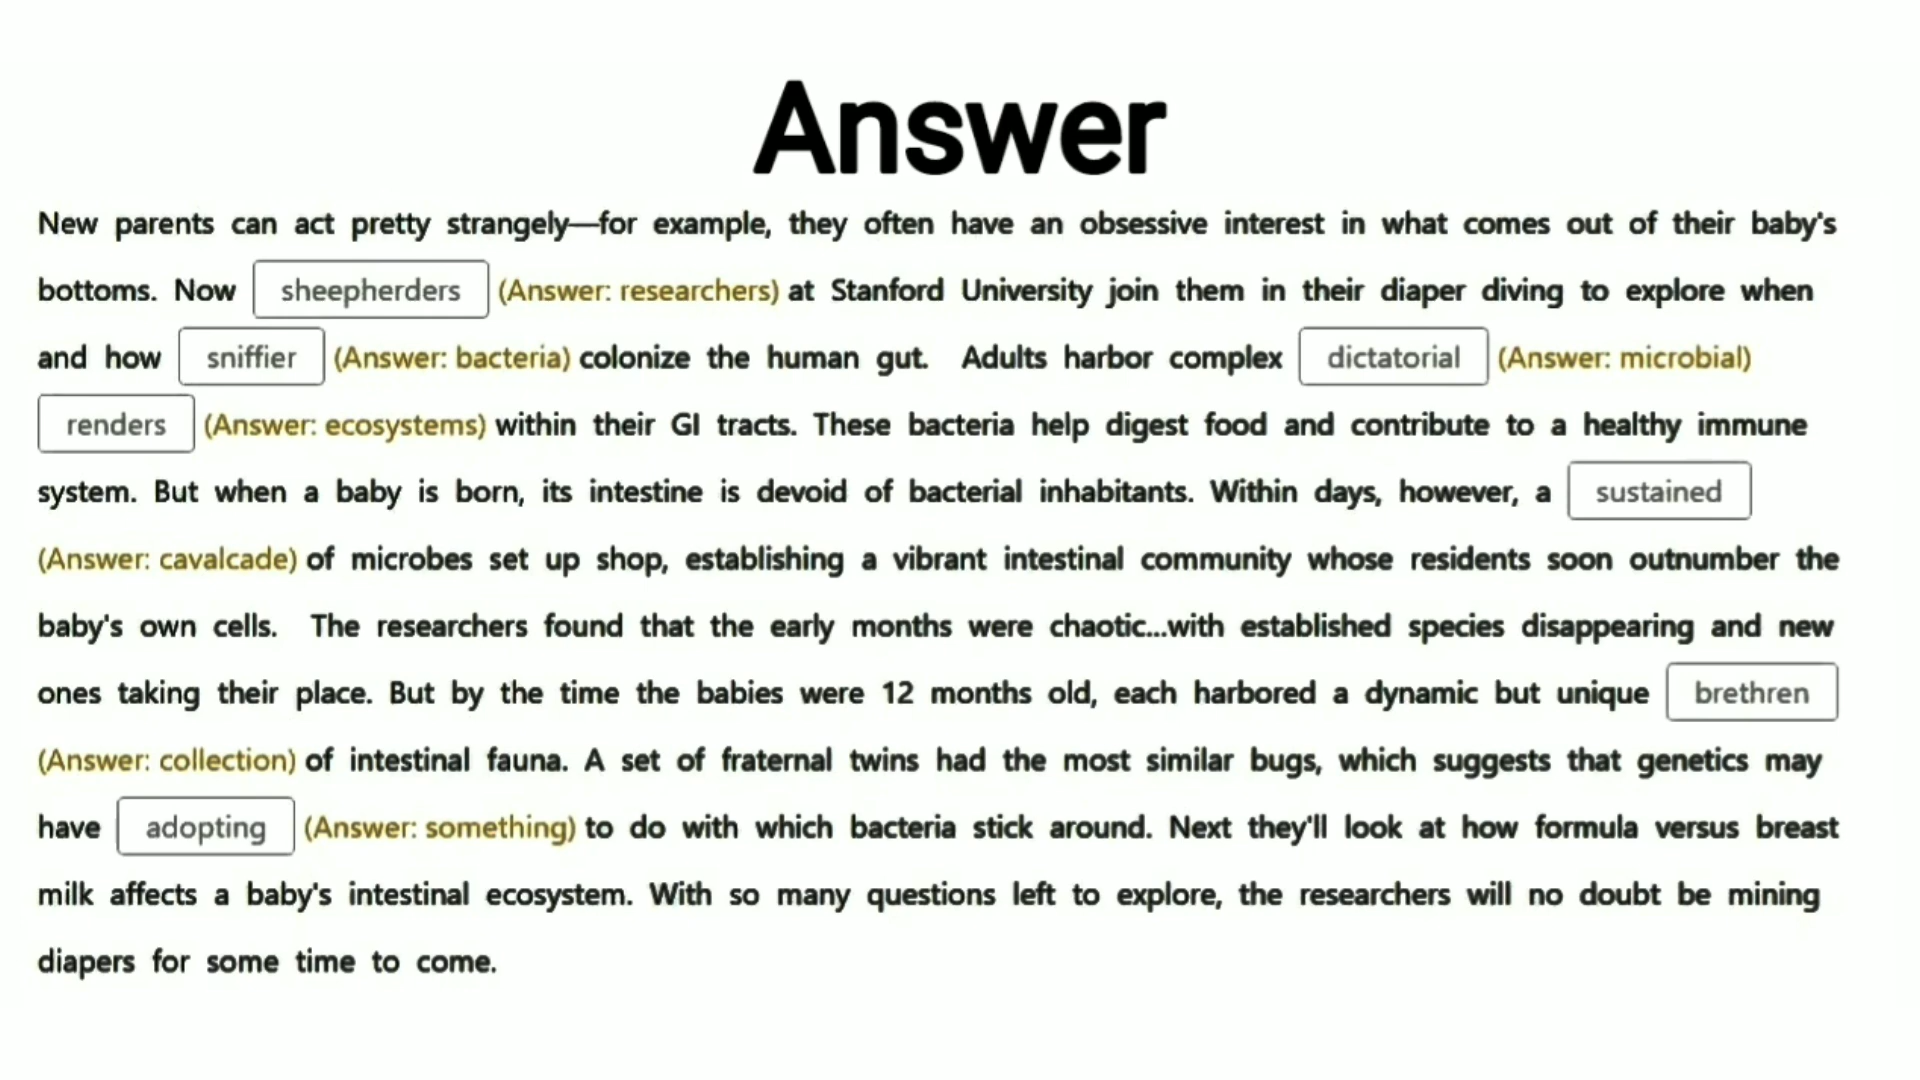 Answer
New parents can act pretty strangely—for example, they often have an obsessive interest in what comes out of their baby's
bottoms. Now sheepherders (Answer: researchers) at Stanford University join them in their diaper diving to explore when
and how sniffier (Answer: bacteria) colonize the human gut. Adults harbor complex dictatorial (Answer: microbial)
renders (Answer: ecosystems) within their GI tracts. These bacteria help digest food and contribute to a healthy immune
system. But when a baby is born, its intestine is devoid of bacterial inhabitants. Within days, however, a sustained
(Answer: cavalcade) of microbes set up shop, establishing a vibrant intestinal community whose residents soon outnumber the
baby's own cells. The researchers found that the early months were chaotic...with established species disappearing and new
ones taking their place. But by the time the babies were 12 months old, each harbored a dynamic but unique brethren
(Answer: collection) of intestinal fauna. A set of fraternal twins had the most similar bugs, which suggests that genetics may
have adopting (Answer: something) to do with which bacteria stick around. Next they'll look at how formula versus breast
milk affects a baby's intestinal ecosystem. With so many questions left to explore, the researchers will no doubt be mining
diapers for some time to come.